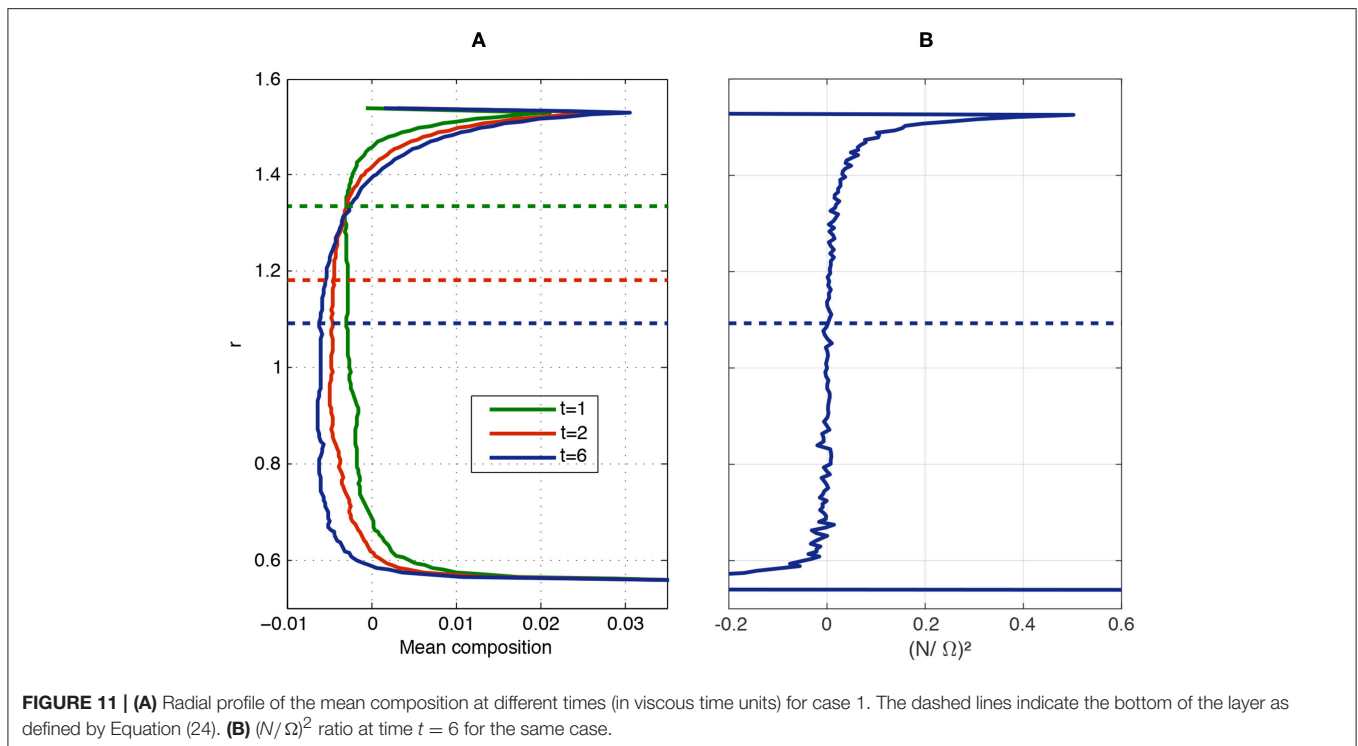 A
B
1.6
1.4
1.2
1
0.8
0.6
r
t=1
t=2
t=6
−0.01 0 0.01 0.02 0.03
Mean composition
-0.2 0 0.2 0.4 0.6
(N/ Ω)²
FIGURE 11 | (A) Radial profile of the mean composition at different times (in viscous time units) for case 1. The dashed lines indicate the bottom of the layer as
defined by Equation (24). (B) (N/Ω)² ratio at time t = 6 for the same case.